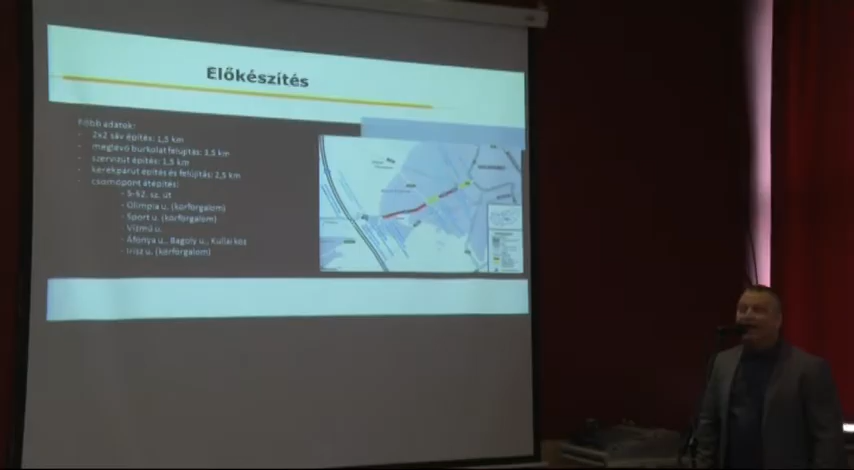 Előkészítés
Főbb adatok:
- 2x2 sáv építés: 1,5 km
- meglévő burkolat felújítás: 3,5 km
- szervizút építés: 1,5 km
- kerékpárút építés és felújítás: 2,5 km
- csomópont átépítés:
- S-52. sz. út
- Olimpia u. (körforgalom)
- Sport u. (körforgalom)
- Vízmű u.
- Áfonya u., Bagoly u., Kullai köz
- Írisz u. (körforgalom)